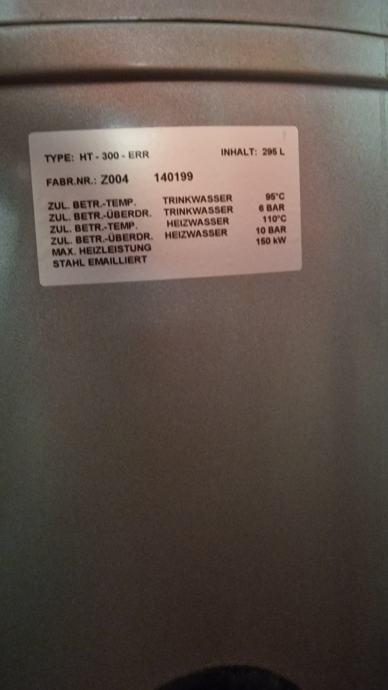 TYPE: HT - 300 - ERR INHALT: 295 L
FABR.NR.: Z004 140199
ZUL. BETR.-TEMP. TRINKWASSER 95°C
ZUL. BETR.-ÜBERDR. TRINKWASSER 6 BAR
ZUL. BETR.-TEMP. HEIZWASSER 110°C
ZUL. BETR.-ÜBERDR. HEIZWASSER 10 BAR
MAX. HEIZLEISTUNG 150 kW
STAHL EMAILLIERT